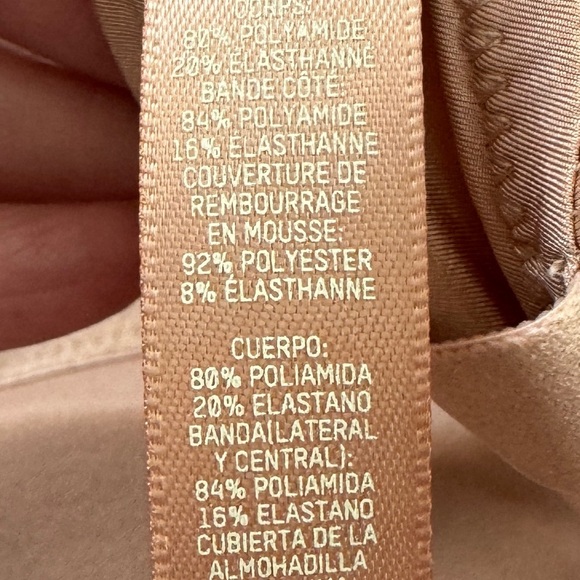 CORPS:
80% POLYAMIDE
20% ÉLASTHANNE
BANDE CÔTÉ:
84% POLYAMIDE
16% ÉLASTHANNE
COUVERTURE DE
REMBOURRAGE
EN MOUSSE:
92% POLYESTER
8% ÉLASTHANNE
CUERPO:
80% POLIAMIDA
20% ELASTANO
BANDA(LATERAL
Y CENTRAL):
84% POLIAMIDA
16% ELASTANO
CUBIERTA DE LA
ALMOHADILLA